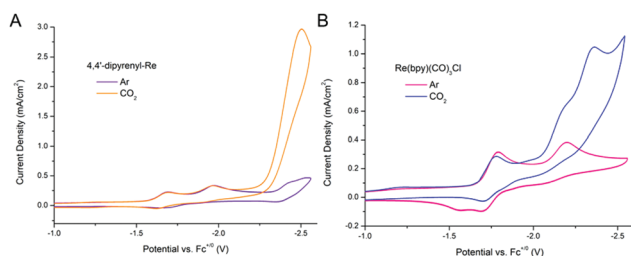 A
4,4'-dipyrenyl-Re
Ar
CO2
Current Density (mA/cm²)
3.0
2.5
2.0
1.5
1.0
0.5
0.0
-1.0
-1.5
-2.0
-2.5
Potential vs. Fc+/0 (V)
B
Re(bpy)(CO)3Cl
Ar
CO2
Current Density (mA/cm²)
1.2
1.0
0.8
0.6
0.4
0.2
0.0
-0.2
-1.0
-1.5
-2.0
-2.5
Potential vs. Fc+/0 (V)